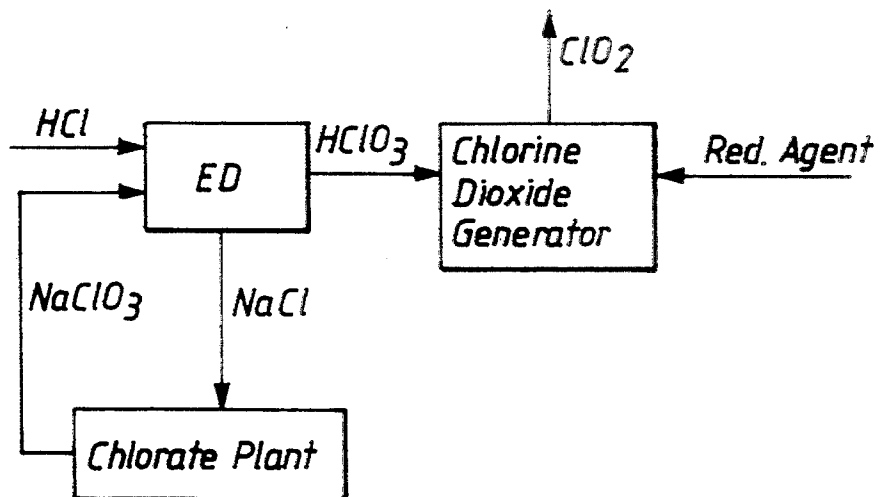 ClO2
HCl
ED
HClO3
Chlorine
Dioxide
Generator
Red. Agent
NaClO3
NaCl
Chlorate Plant